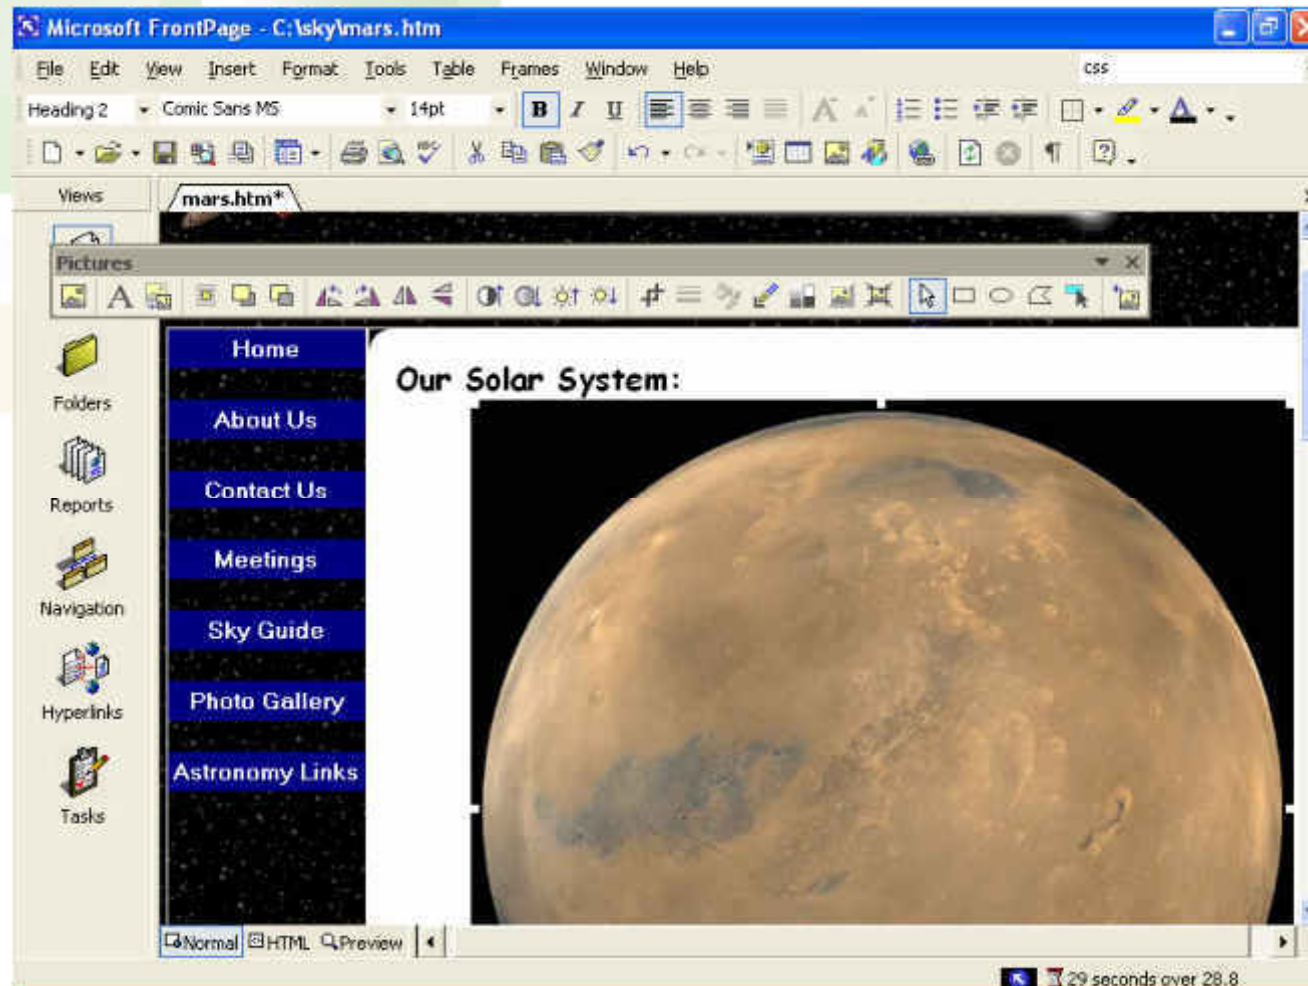 Microsoft FrontPage - C:\sky\mars.htm
File Edit View Insert Format Tools Table Frames Window Help css
Heading 2 Comic Sans MS 14pt B I U A A A
Views mars.htm*
Pictures
A
Home
Our Solar System:
Folders
About Us
Contact Us
Reports
Meetings
Navigation
Sky Guide
Photo Gallery
Hyperlinks
Astronomy Links
Tasks
Normal HTML Preview
29 seconds over 28.8